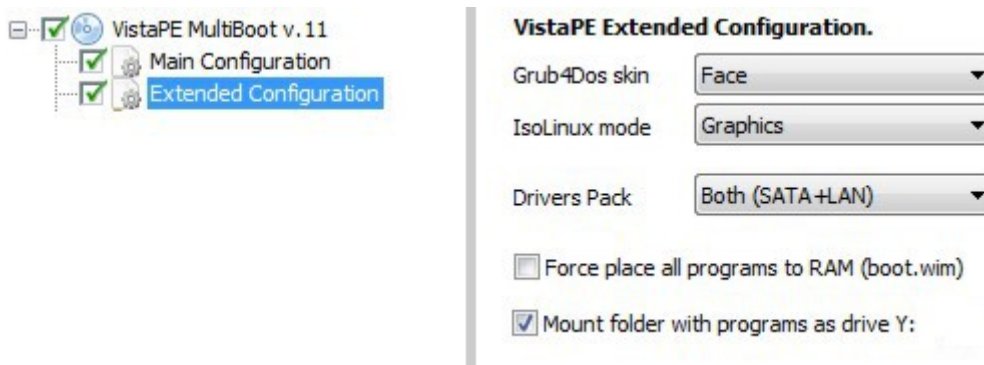 VistaPE MultiBoot v.11
Main Configuration
Extended Configuration
VistaPE Extended Configuration.
Grub4Dos skin Face
IsoLinux mode Graphics
Drivers Pack Both (SATA+LAN)
Force place all programs to RAM (boot.wim)
Mount folder with programs as drive Y: